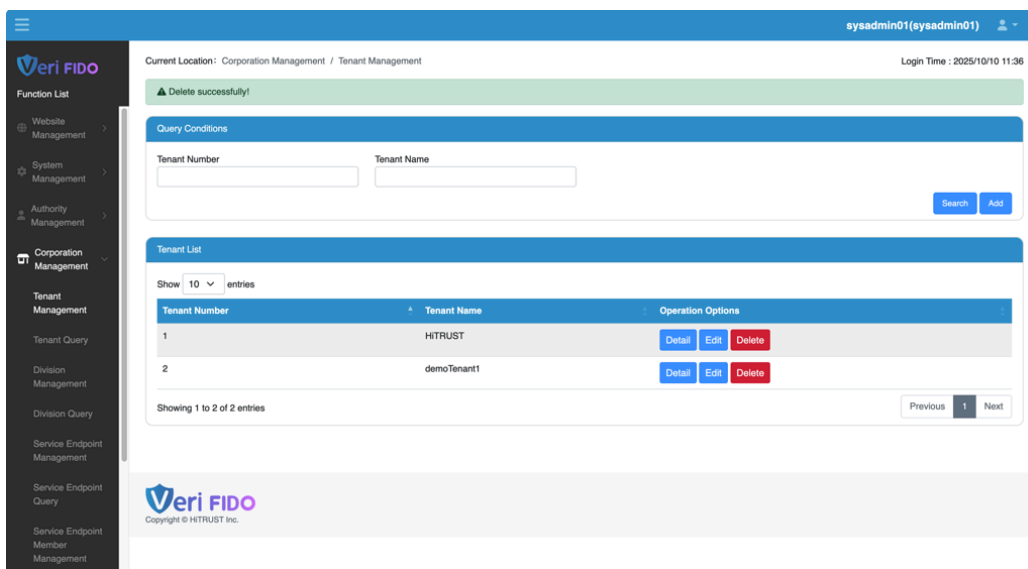 sysadmin01(sysadmin01)
Veri FIDO
Function List
Website Management
System Management
Authority Management
Corporation Management
Tenant Management
Tenant Query
Division Management
Division Query
Service Endpoint Management
Service Endpoint Query
Service Endpoint Member Management
Current Location: Corporation Management / Tenant Management
Login Time : 2025/10/10 11:36
Delete successfully!
Query Conditions
Tenant Number Tenant Name
Search Add
Tenant List
Show 10 entries
Tenant Number Tenant Name Operation Options
1 HiTRUST Detail Edit Delete
2 demoTenant1 Detail Edit Delete
Showing 1 to 2 of 2 entries
Previous 1 Next
Veri FIDO
Copyright © HiTRUST Inc.